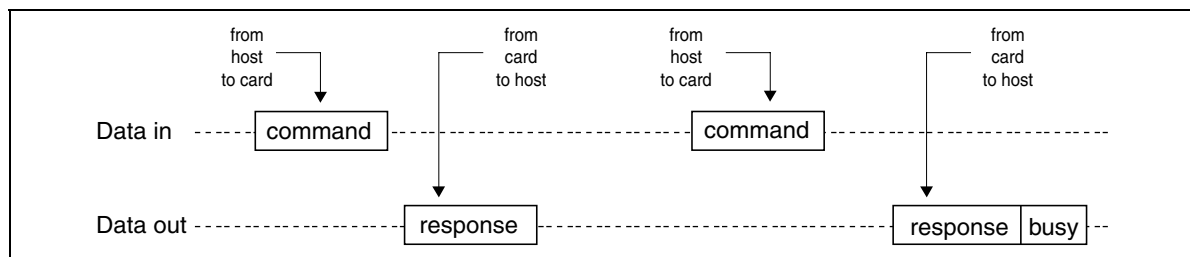 from
host
to card
from
card
to host
from
host
to card
from
card
to host
Data in
command
command
Data out
response
response
busy